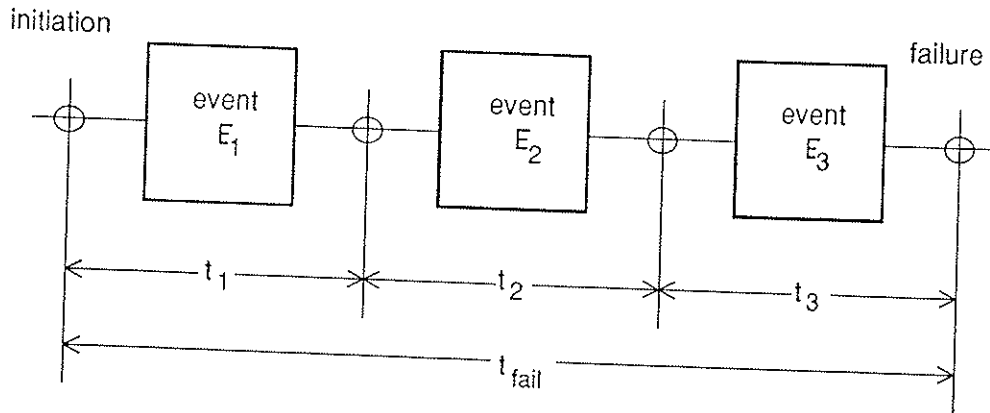 initiation
failure
event
E1
event
E2
event
E3
t1
t2
t3
tfail